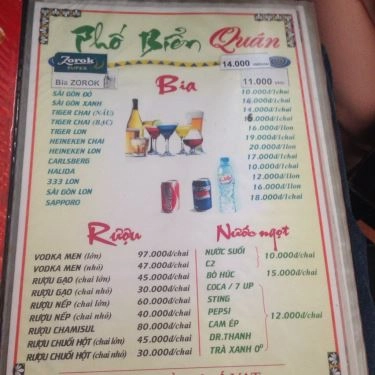 Phố Biển Quán
Zorok 14.000
Bia ZOROK 11.000
Bia
SÀI GÒN ĐỎ 10.000đ/chai
SÀI GÒN XANH 16.000đ/chai
TIGER CHAI (NÂU) 14.000đ/chai
TIGER CHAI (BẠC) 16.000đ/chai
TIGER LON 16.000đ/lon
HEINEKEN CHAI 19.000đ/chai
HEINEKEN LON 20.000đ/lon
CARLSBERG 17.000đ/chai
HALIDA 10.000đ/chai
333 LON 12.000đ/1lon
SÀI GÒN LON 16.000đ/1lon
SAPORO 18.000đ/1chai
Rượu
VODKA MEN (lớn) 97.000đ/chai
VODKA MEN (nhỏ) 47.000đ/chai
RƯỢU GẠO (chai lớn) 45.000đ/chai
RƯỢU GẠO (nhỏ) 30.000đ/chai
RƯỢU NẾP (chai lớn) 60.000đ/chai
RƯỢU NẾP (nhỏ) 40.000đ/chai
RƯỢU CHAMISUL 80.000đ/chai
RƯỢU CHUỐI HỘT (chai lớn) 45.000đ/chai
RƯỢU CHUỐI HỘT (chai nhỏ) 30.000đ/chai
Nước ngọt
NƯỚC SUỐI
C2 10.000đ/chai
BÒ HÚC 15.000đ/chai
COCA / 7 UP
STING
PEPSI 12.000đ/chai
CAM ÉP
DR.THANH
TRÀ XANH 0º